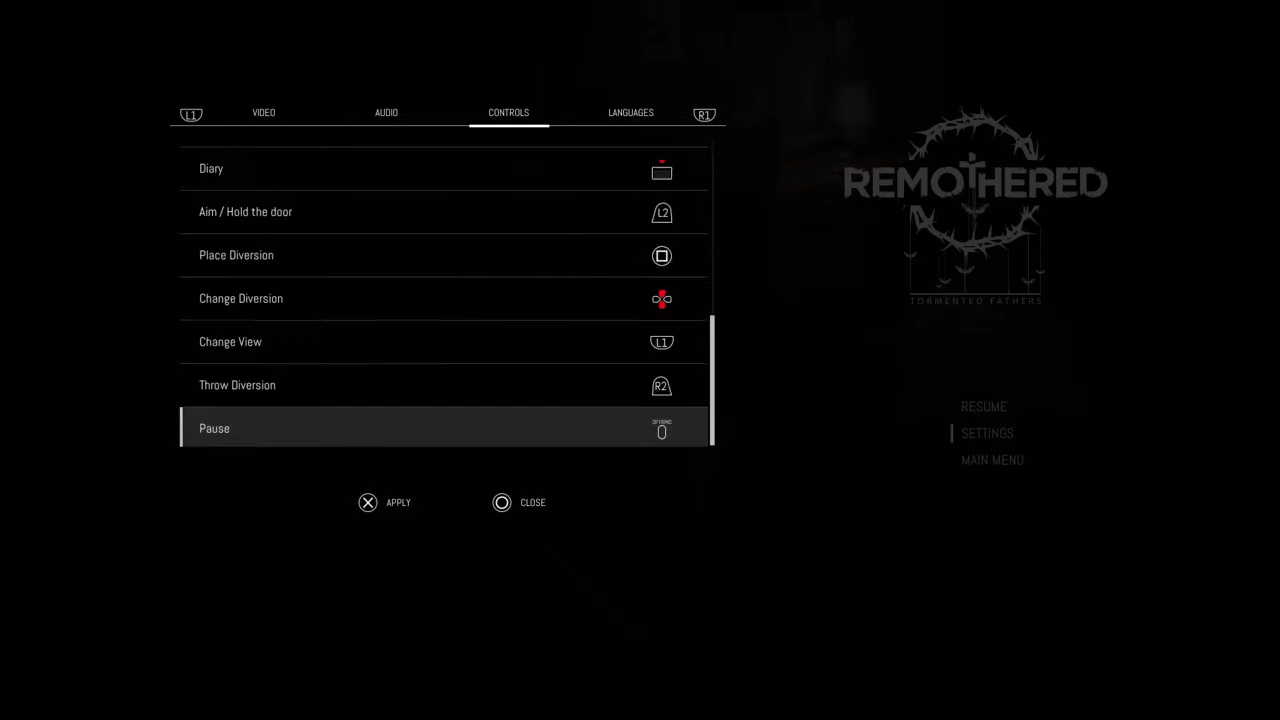 L1 VIDEO AUDIO CONTROLS LANGUAGES R1
Diary
Aim / Hold the door L2
Place Diversion
Change Diversion
Change View L1
Throw Diversion R2
Pause OPTIONS
APPLY CLOSE
REMOTHERED
TORMENTED FATHERS
RESUME
SETTINGS
MAIN MENU